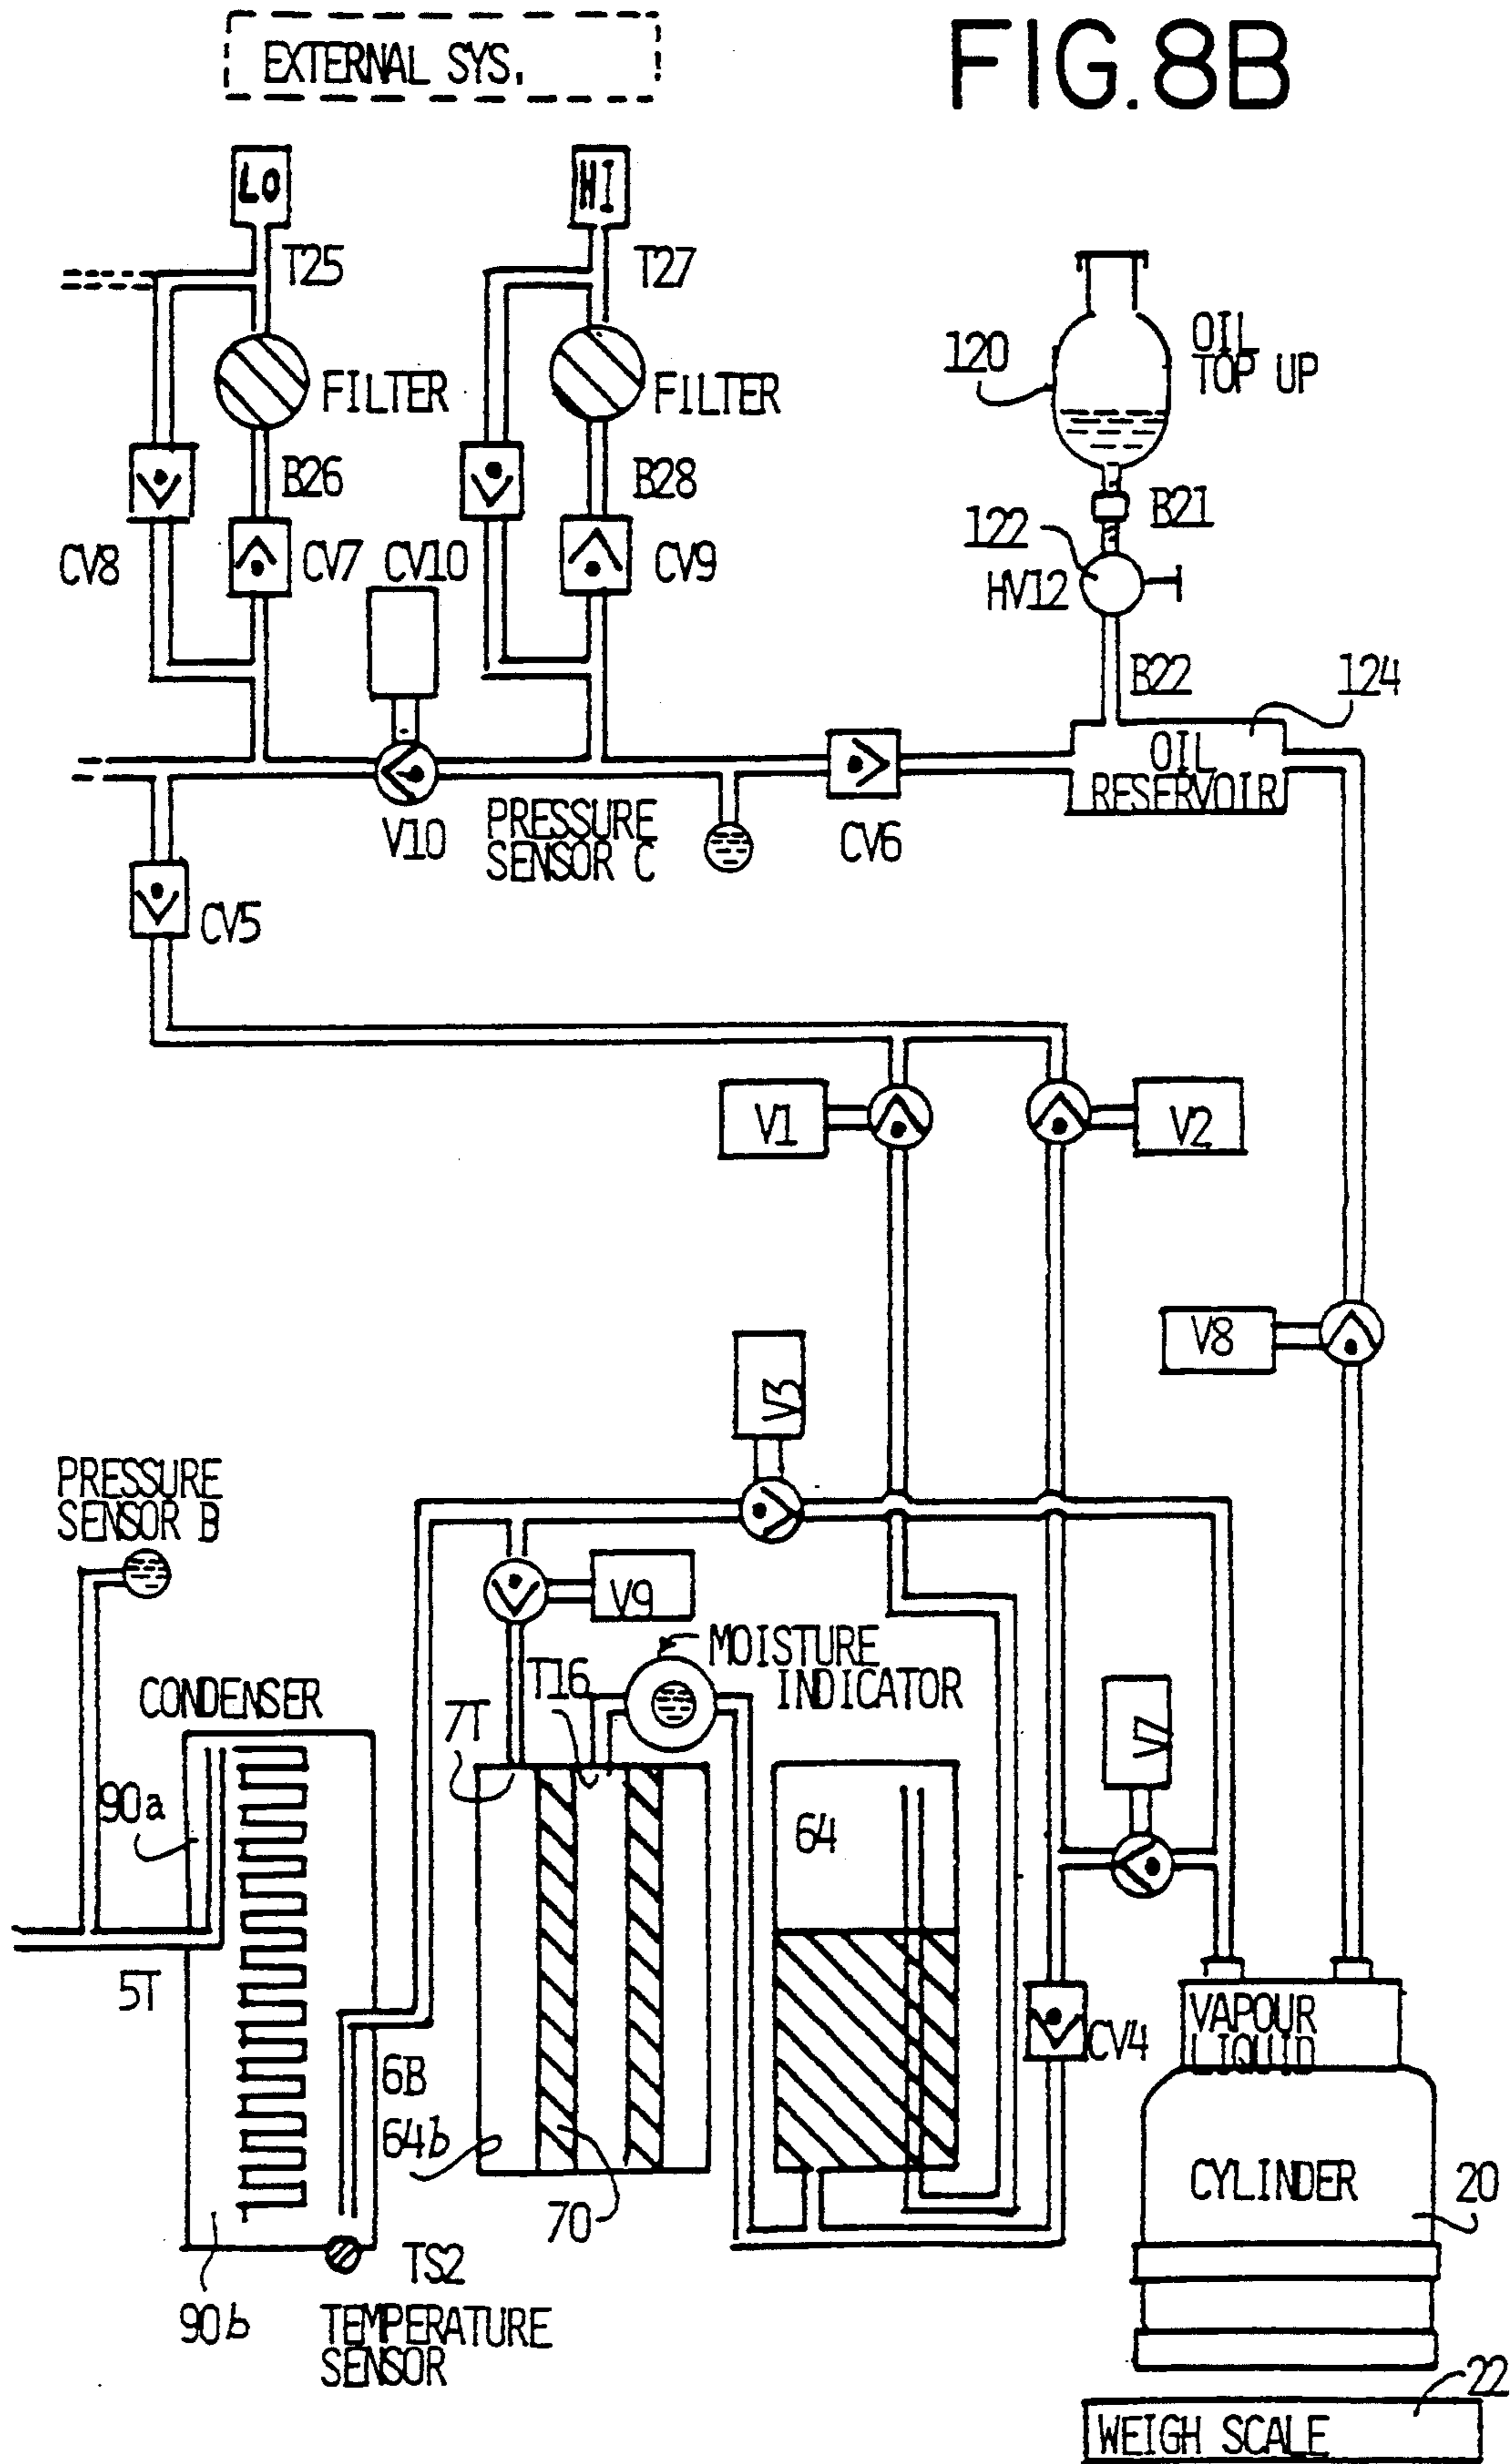 EXTERNAL SYS.
FIG.8B
LO
HI
T25
T27
120
OIL
TOP UP
FILTER
FILTER
B26
B28
B21
122
CV8
CV7
CV10
CV9
HV12
B22
124
OIL
RESERVOIR
V10
PRESSURE
SENSOR C
CV6
CV5
V1
V2
V8
V3
PRESSURE
SENSOR B
V9
MOISTURE
INDICATOR
T16
7T
CONDENSER
V7
90a
64
5T
VAPOUR
LIQUID
CV4
6B
64b
70
CYLINDER
20
TS2
90b
TEMPERATURE
SENSOR
22
WEIGH SCALE